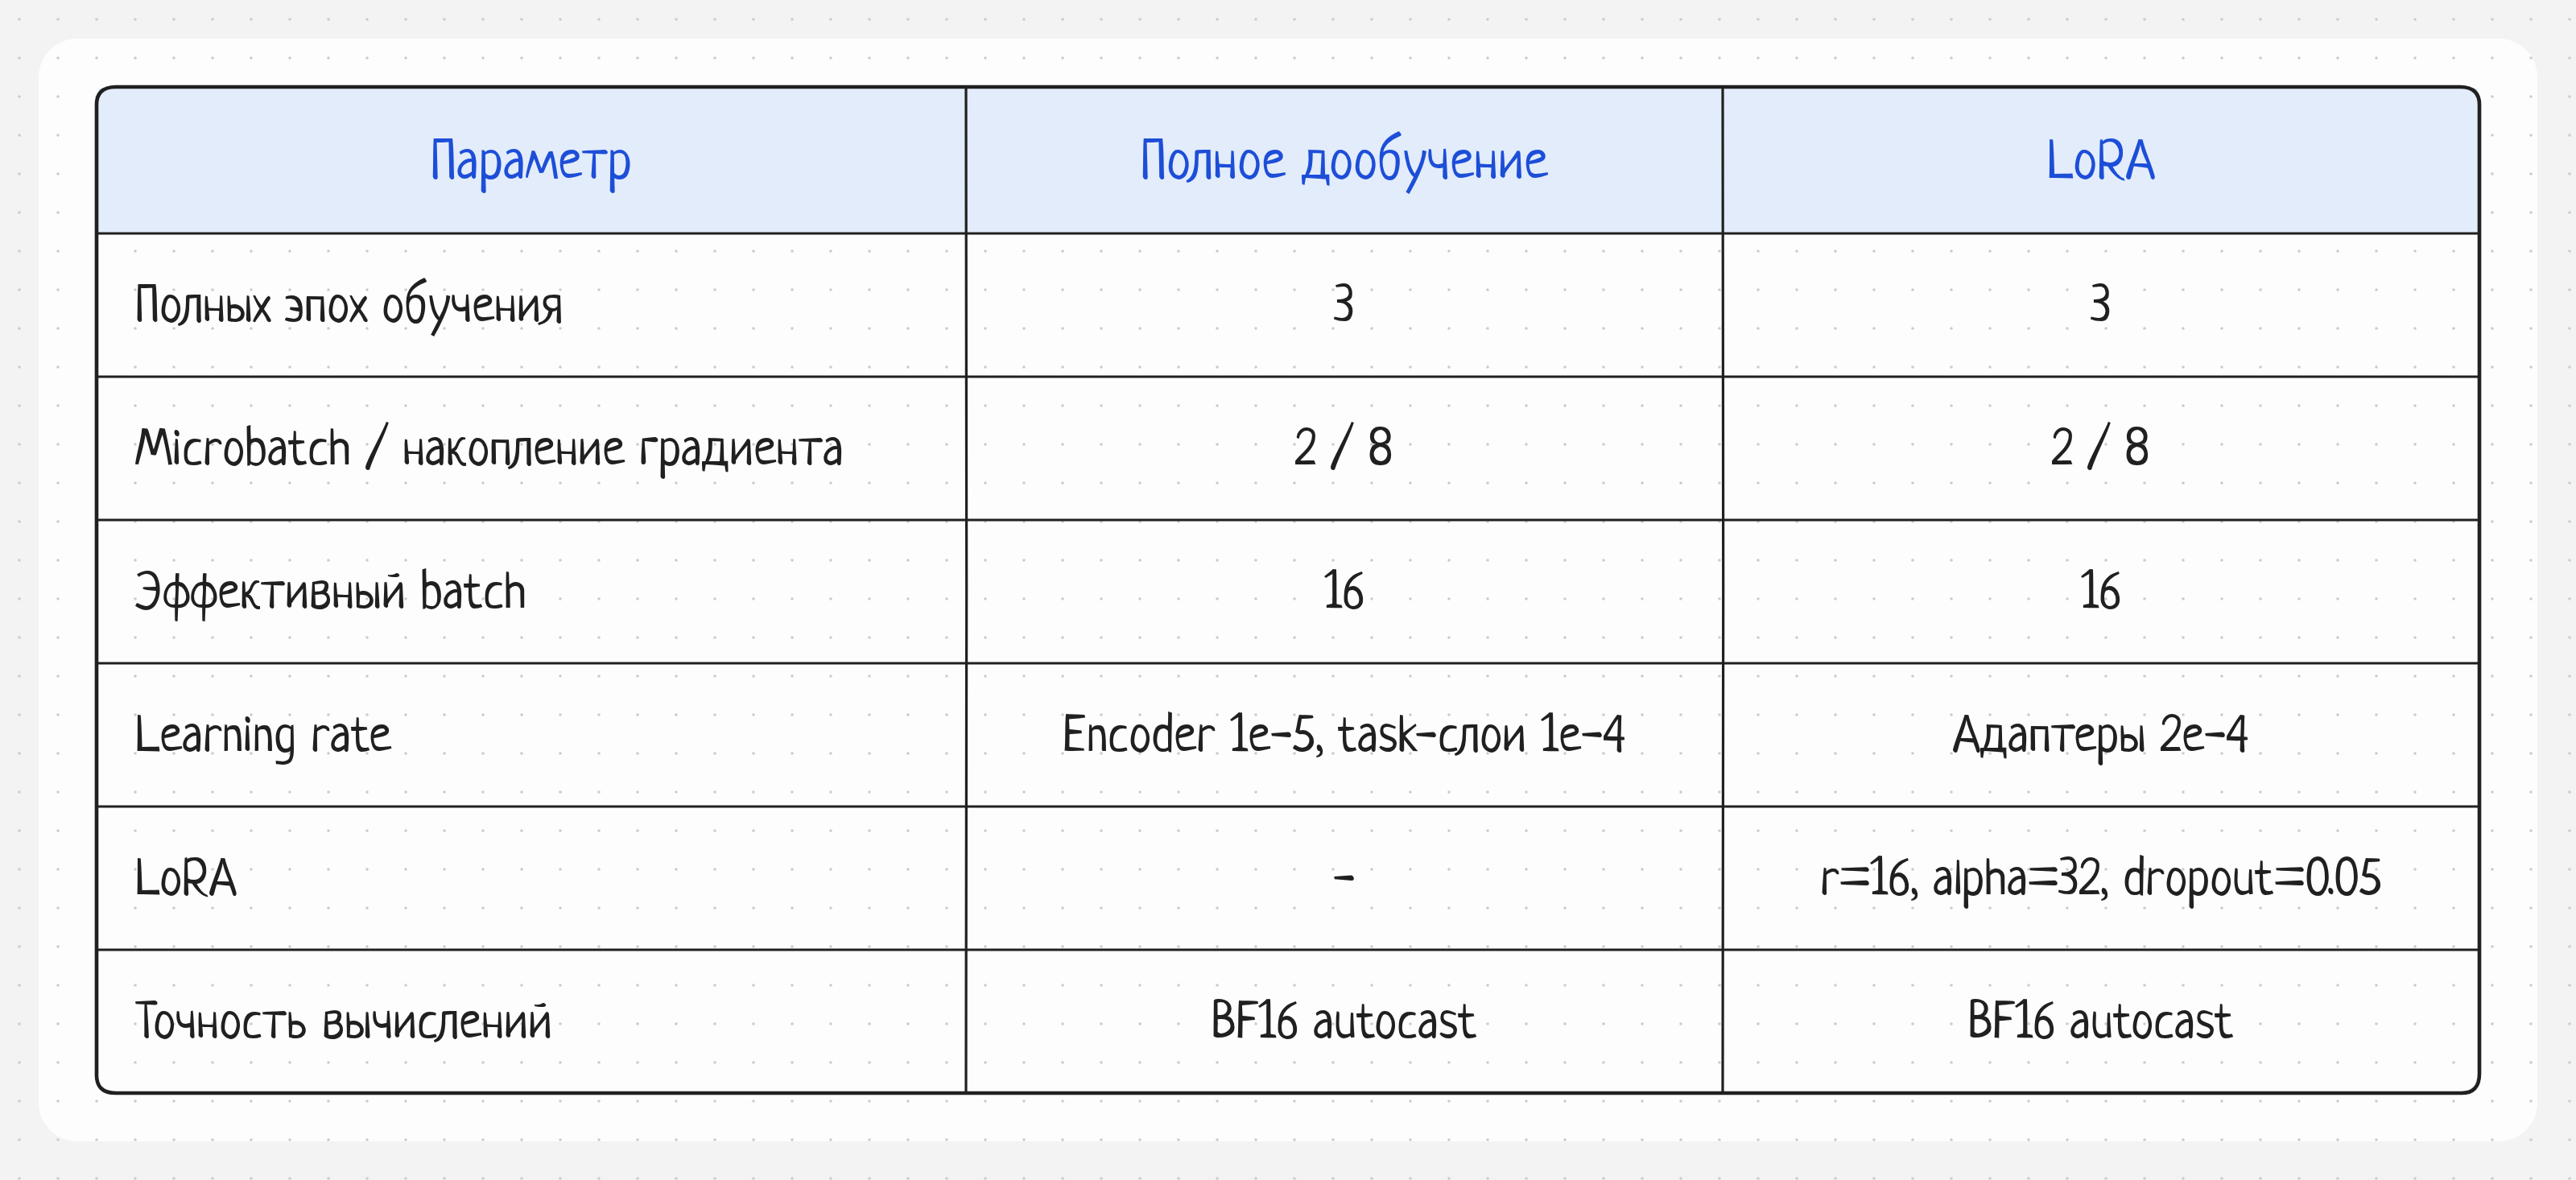 Параметр Полное дообучение LoRA
Полных эпох обучения 3 3
Microbatch / накопление градиента 2 / 8 2 / 8
Эффективный batch 16 16
Learning rate Encoder 1e-5, task-слои 1e-4 Адаптеры 2e-4
LoRA - r=16, alpha=32, dropout=0.05
Точность вычислений BF16 autocast BF16 autocast